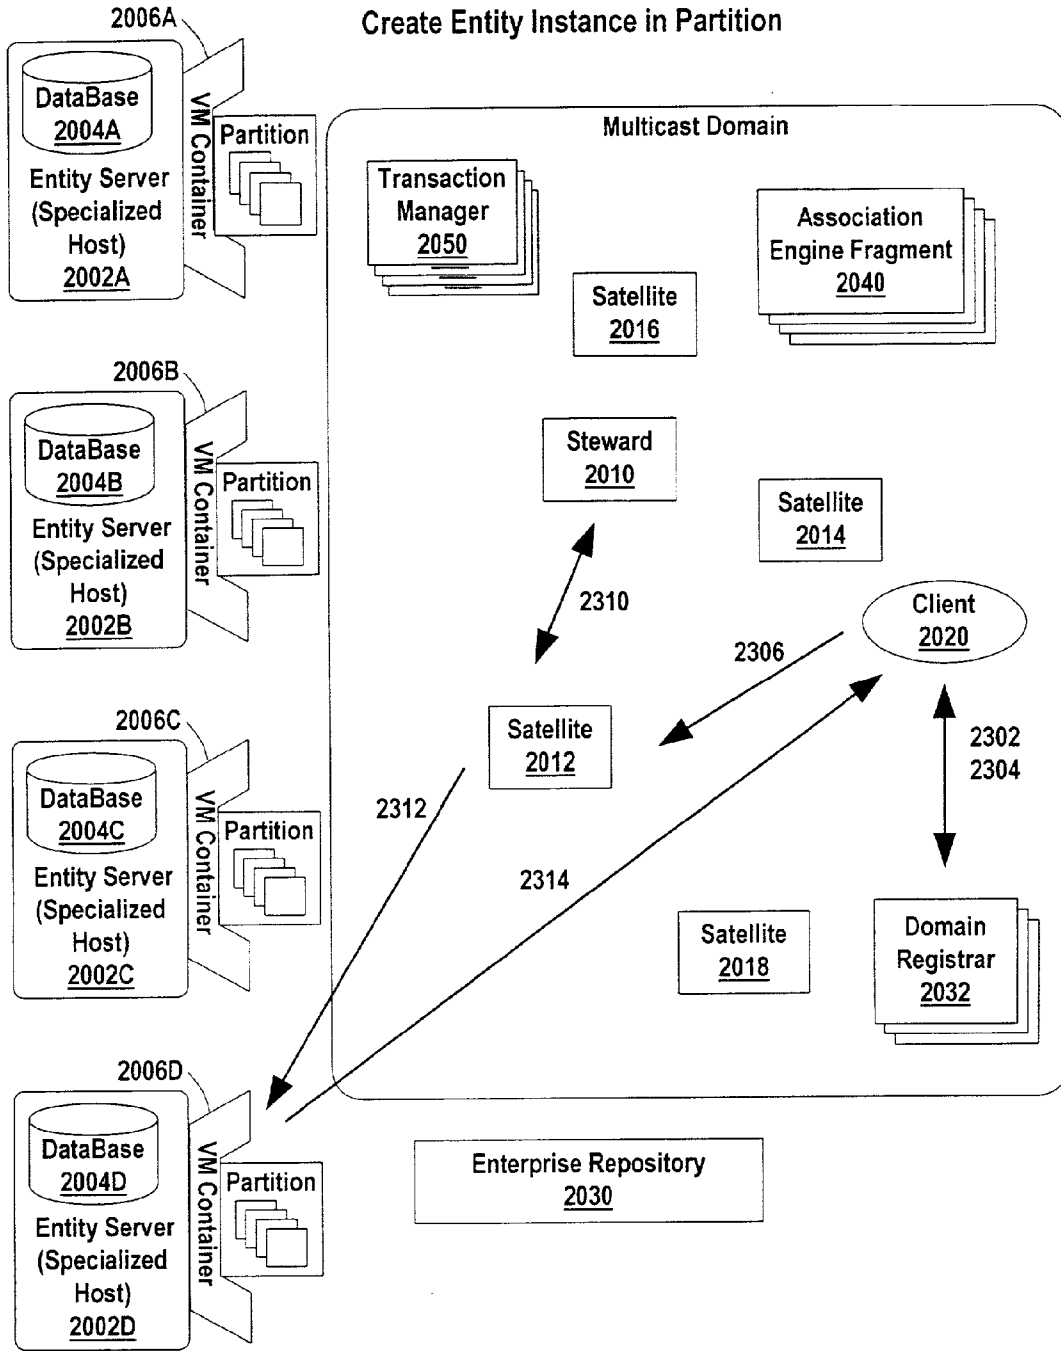 Create Entity Instance in Partition
2006A
DataBase
2004A
Entity Server
(Specialized
Host)
2002A
VM Container
Partition
2006B
DataBase
2004B
Entity Server
(Specialized
Host)
2002B
VM Container
Partition
2006C
DataBase
2004C
Entity Server
(Specialized
Host)
2002C
VM Container
Partition
2006D
DataBase
2004D
Entity Server
(Specialized
Host)
2002D
VM Container
Partition
Multicast Domain
Transaction
Manager
2050
Association
Engine Fragment
2040
Satellite
2016
Steward
2010
Satellite
2014
2310
Client
2020
2306
Satellite
2012
2302
2304
2312
2314
Satellite
2018
Domain
Registrar
2032
Enterprise Repository
2030